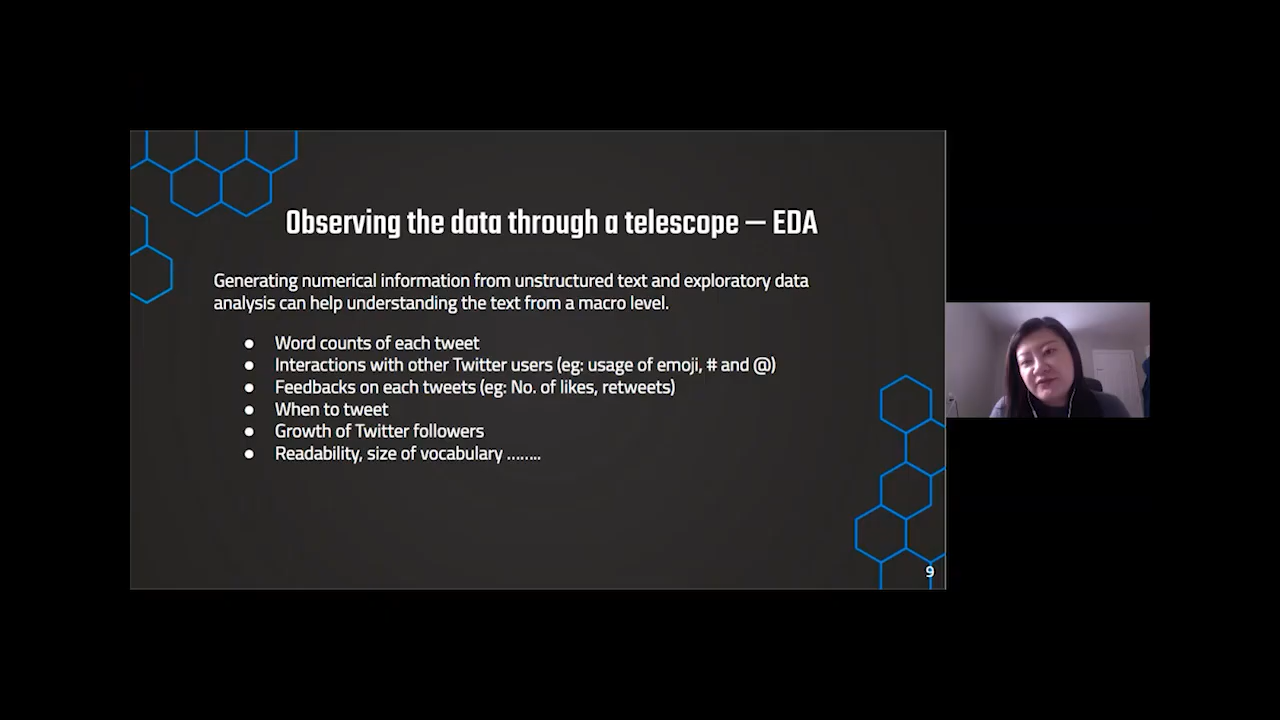 Observing the data through a telescope — EDA
Generating numerical information from unstructured text and exploratory data
analysis can help understanding the text from a macro level.
● Word counts of each tweet
● Interactions with other Twitter users (eg: usage of emoji, # and @)
● Feedbacks on each tweets (eg: No. of likes, retweets)
● When to tweet
● Growth of Twitter followers
● Readability, size of vocabulary ……..
9